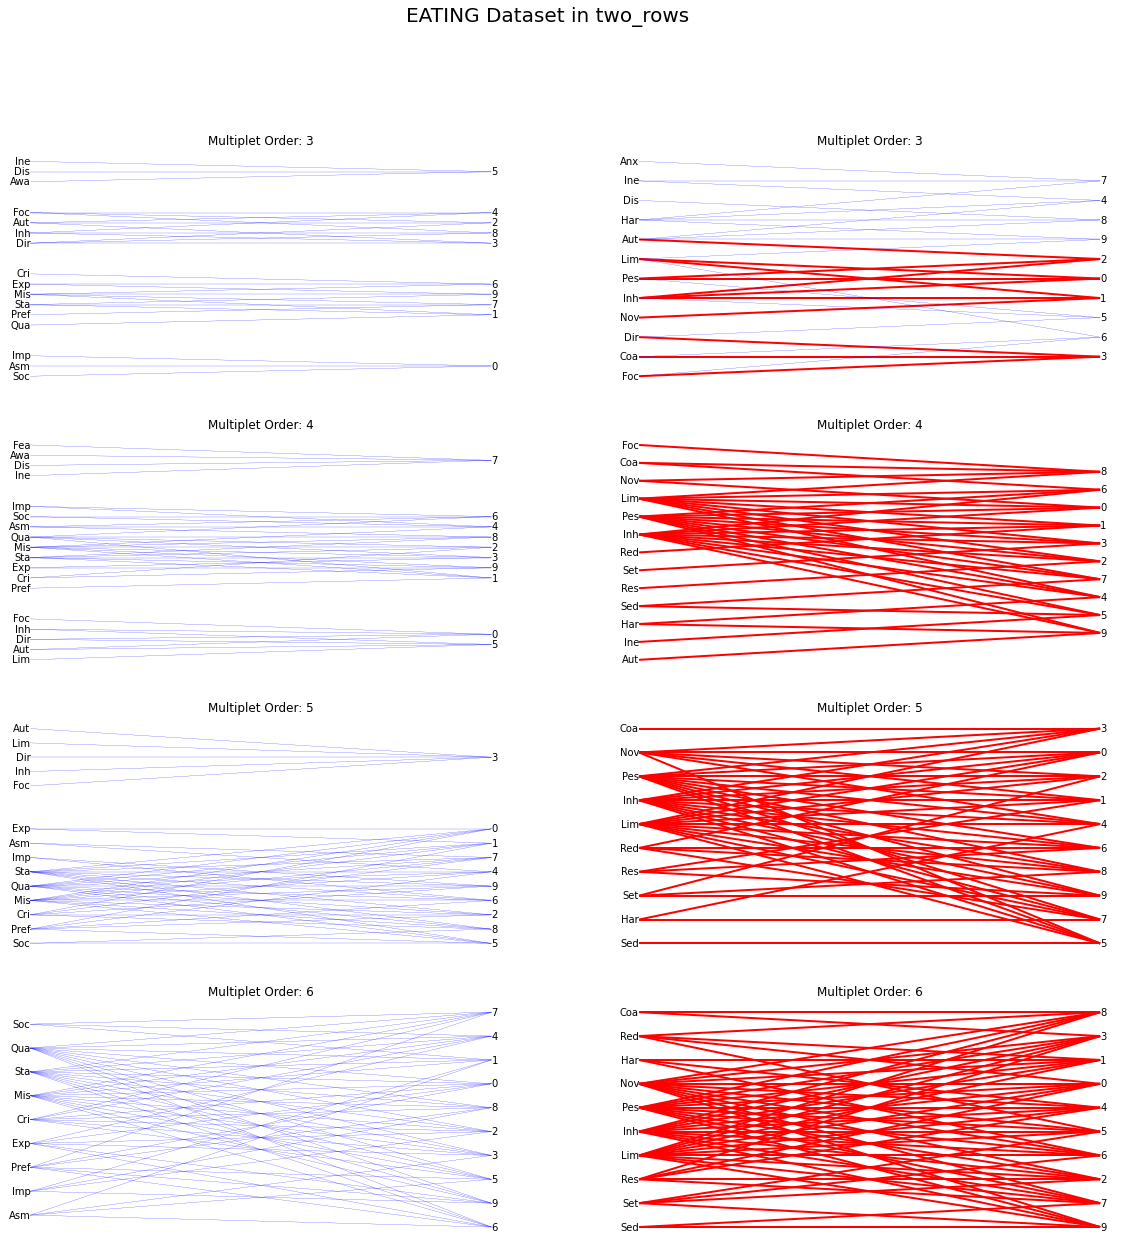 EATING Dataset in two_rows
Multiplet Order: 3
Ine
Dis
Awa
5
Foc
Aut
Inh
Dir
4
2
8
3
Cri
Exp
Mis
Sta
Pref
Qua
6
9
7
1
Imp
Asm
Soc
0
Multiplet Order: 3
Anx
Ine
Dis
Har
Aut
Lim
Pes
Inh
Nov
Dir
Coa
Foc
7
4
8
9
2
0
1
5
6
3
Multiplet Order: 4
Fea
Awa
Dis
Ine
7
Imp
Soc
Asm
Qua
Mis
Sta
Exp
Cri
Pref
6
4
8
2
3
9
1
Foc
Inh
Dir
Aut
Lim
0
5
Multiplet Order: 4
Foc
Coa
Nov
Lim
Pes
Inh
Red
Set
Res
Sed
Har
Ine
Aut
8
6
0
1
3
2
7
4
5
9
Multiplet Order: 5
Aut
Lim
Dir
Inh
Foc
3
Exp
Asm
Imp
Sta
Qua
Mis
Cri
Pref
Soc
0
1
7
4
9
6
2
8
5
Multiplet Order: 5
Coa
Nov
Pes
Inh
Lim
Red
Res
Set
Har
Sed
3
0
2
1
4
6
8
9
7
5
Multiplet Order: 6
Soc
Qua
Sta
Mis
Cri
Exp
Pref
Imp
Asm
7
4
1
0
8
2
3
5
9
6
Multiplet Order: 6
Coa
Red
Har
Nov
Pes
Inh
Lim
Res
Set
Sed
8
3
1
0
4
5
6
2
7
9